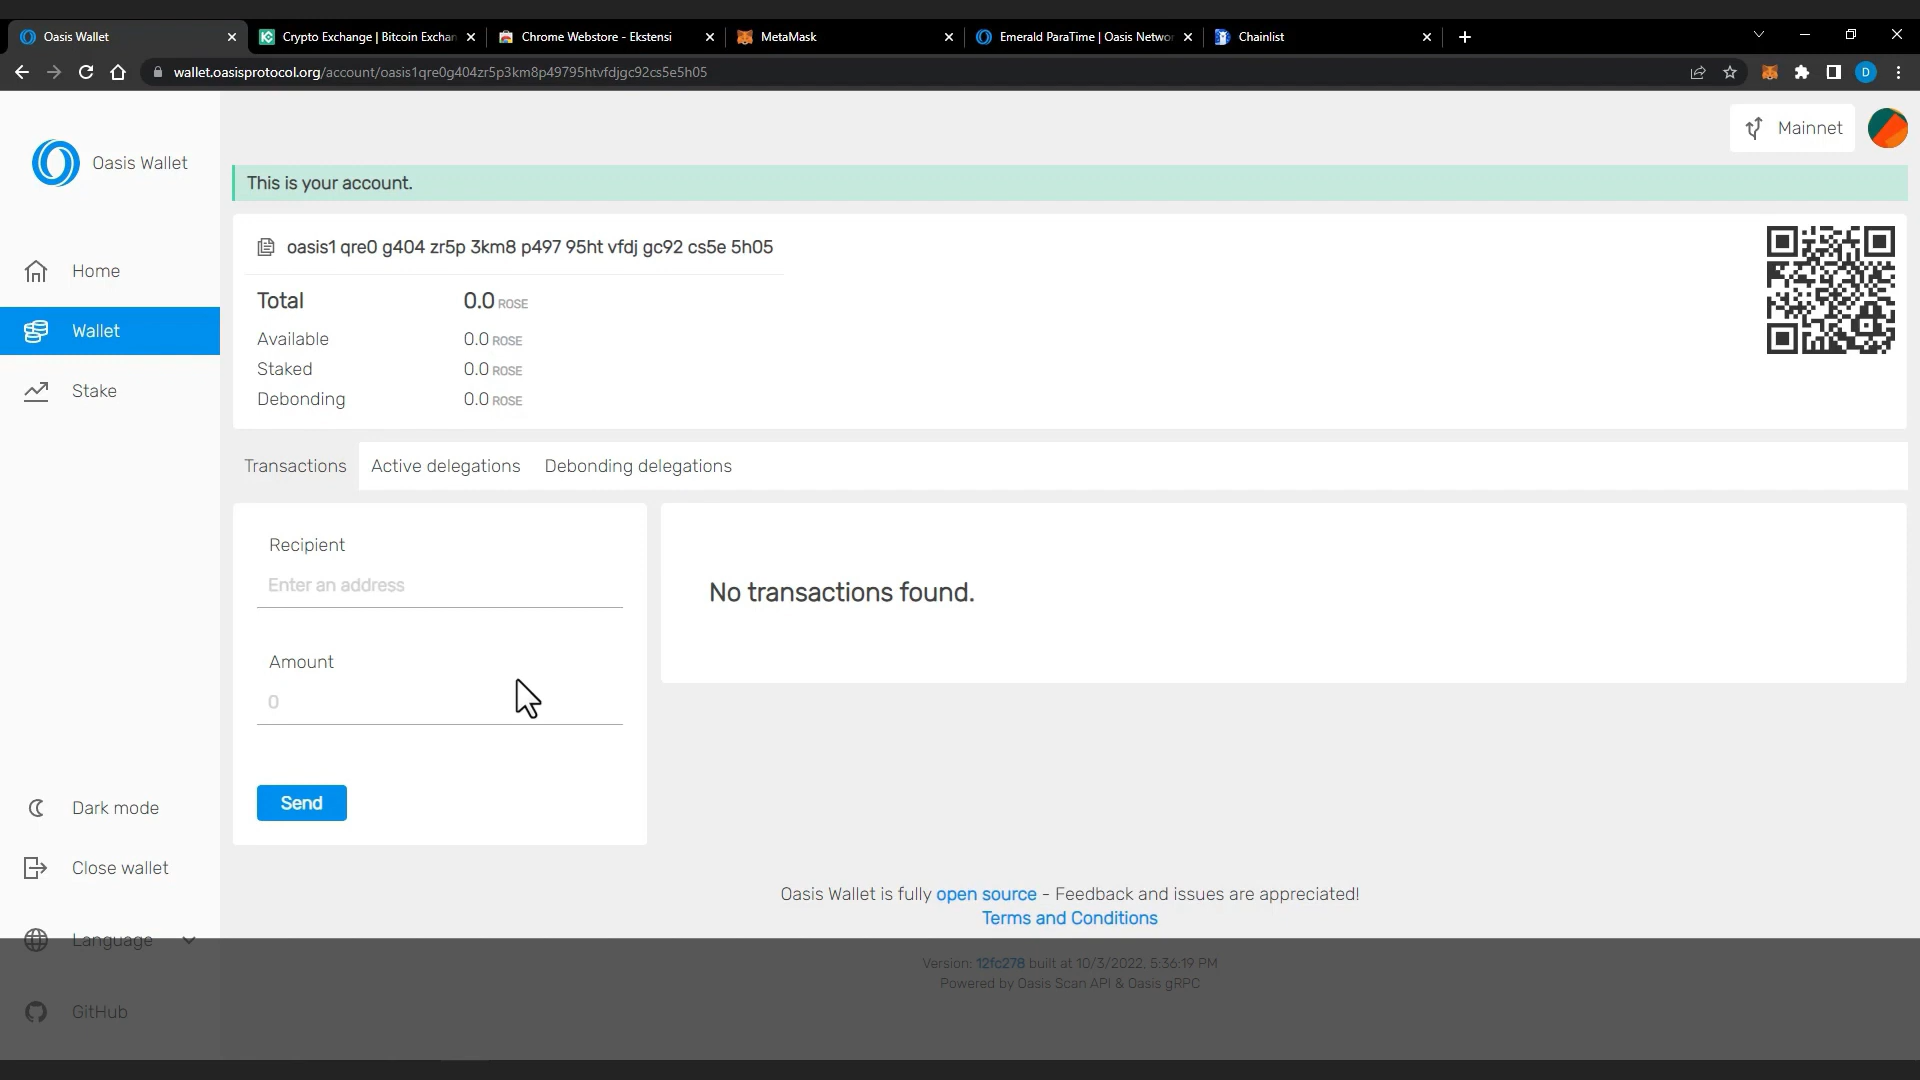 Oasis Wallet
Crypto Exchange | Bitcoin Exchan
Chrome Webstore - Ekstensi
MetaMask
Emerald ParaTime | Oasis Networ
Chainlist
wallet.oasisprotocol.org/account/oasis1qre0g404zr5p3km8p49795htvfdjgc92cs5e5h05
D
Oasis Wallet
Mainnet
This is your account.
oasis1 qre0 g404 zr5p 3km8 p497 95ht vfdj gc92 cs5e 5h05
Home
Total 0.0 ROSE
Wallet
Available 0.0 ROSE
Staked 0.0 ROSE
Stake
Debonding 0.0 ROSE
Transactions Active delegations Debonding delegations
Recipient
Enter an address
No transactions found.
Amount
0
Send
Dark mode
Close wallet
Oasis Wallet is fully open source - Feedback and issues are appreciated!
Terms and Conditions
Language
Version: 12fc278 built at 10/3/2022, 5:36:19 PM
Powered by Oasis Scan API & Oasis gRPC
GitHub